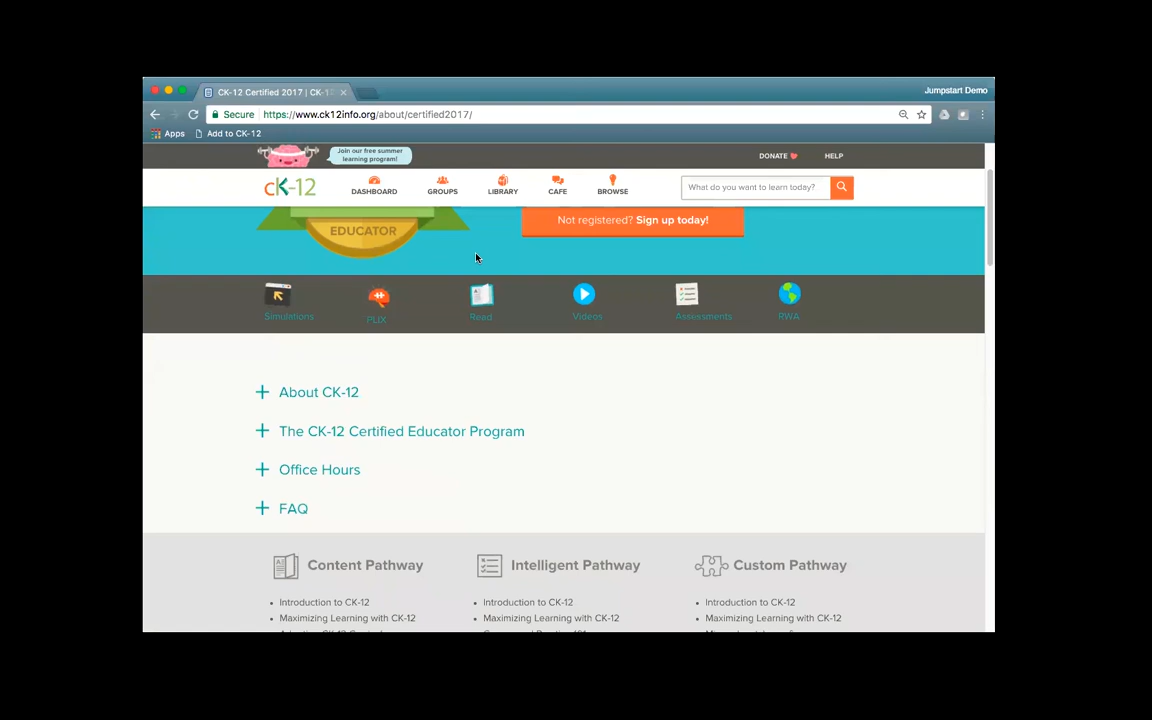 CK-12 Certified 2017 | CK-1
Jumpstart Demo
Secure https://www.ck12info.org/about/certified2017/
Apps Add to CK-12
Join our free summer
learning program!
DONATE HELP
cK-12 DASHBOARD GROUPS LIBRARY CAFE BROWSE What do you want to learn today?
EDUCATOR
Not registered? Sign up today!
Simulations PLIX Read Videos Assessments RWA
+ About CK-12
+ The CK-12 Certified Educator Program
+ Office Hours
+ FAQ
Content Pathway Intelligent Pathway Custom Pathway
• Introduction to CK-12 • Introduction to CK-12 • Introduction to CK-12
• Maximizing Learning with CK-12 • Maximizing Learning with CK-12 • Maximizing Learning with CK-12